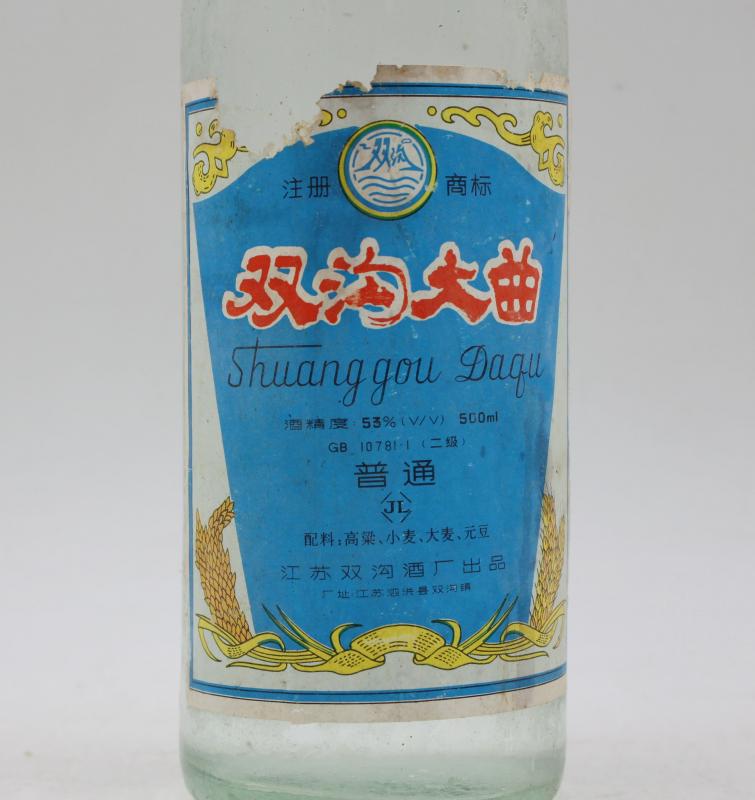 双沟
注册 商标
双沟大曲
Shuanggou Daqu
酒精度：53%(V/V) 500ml
GB 10781·1（二级）
普通
JL
配料：高粱、小麦、大麦、元豆
江苏双沟酒厂出品
厂址：江苏泗洪县双沟镇